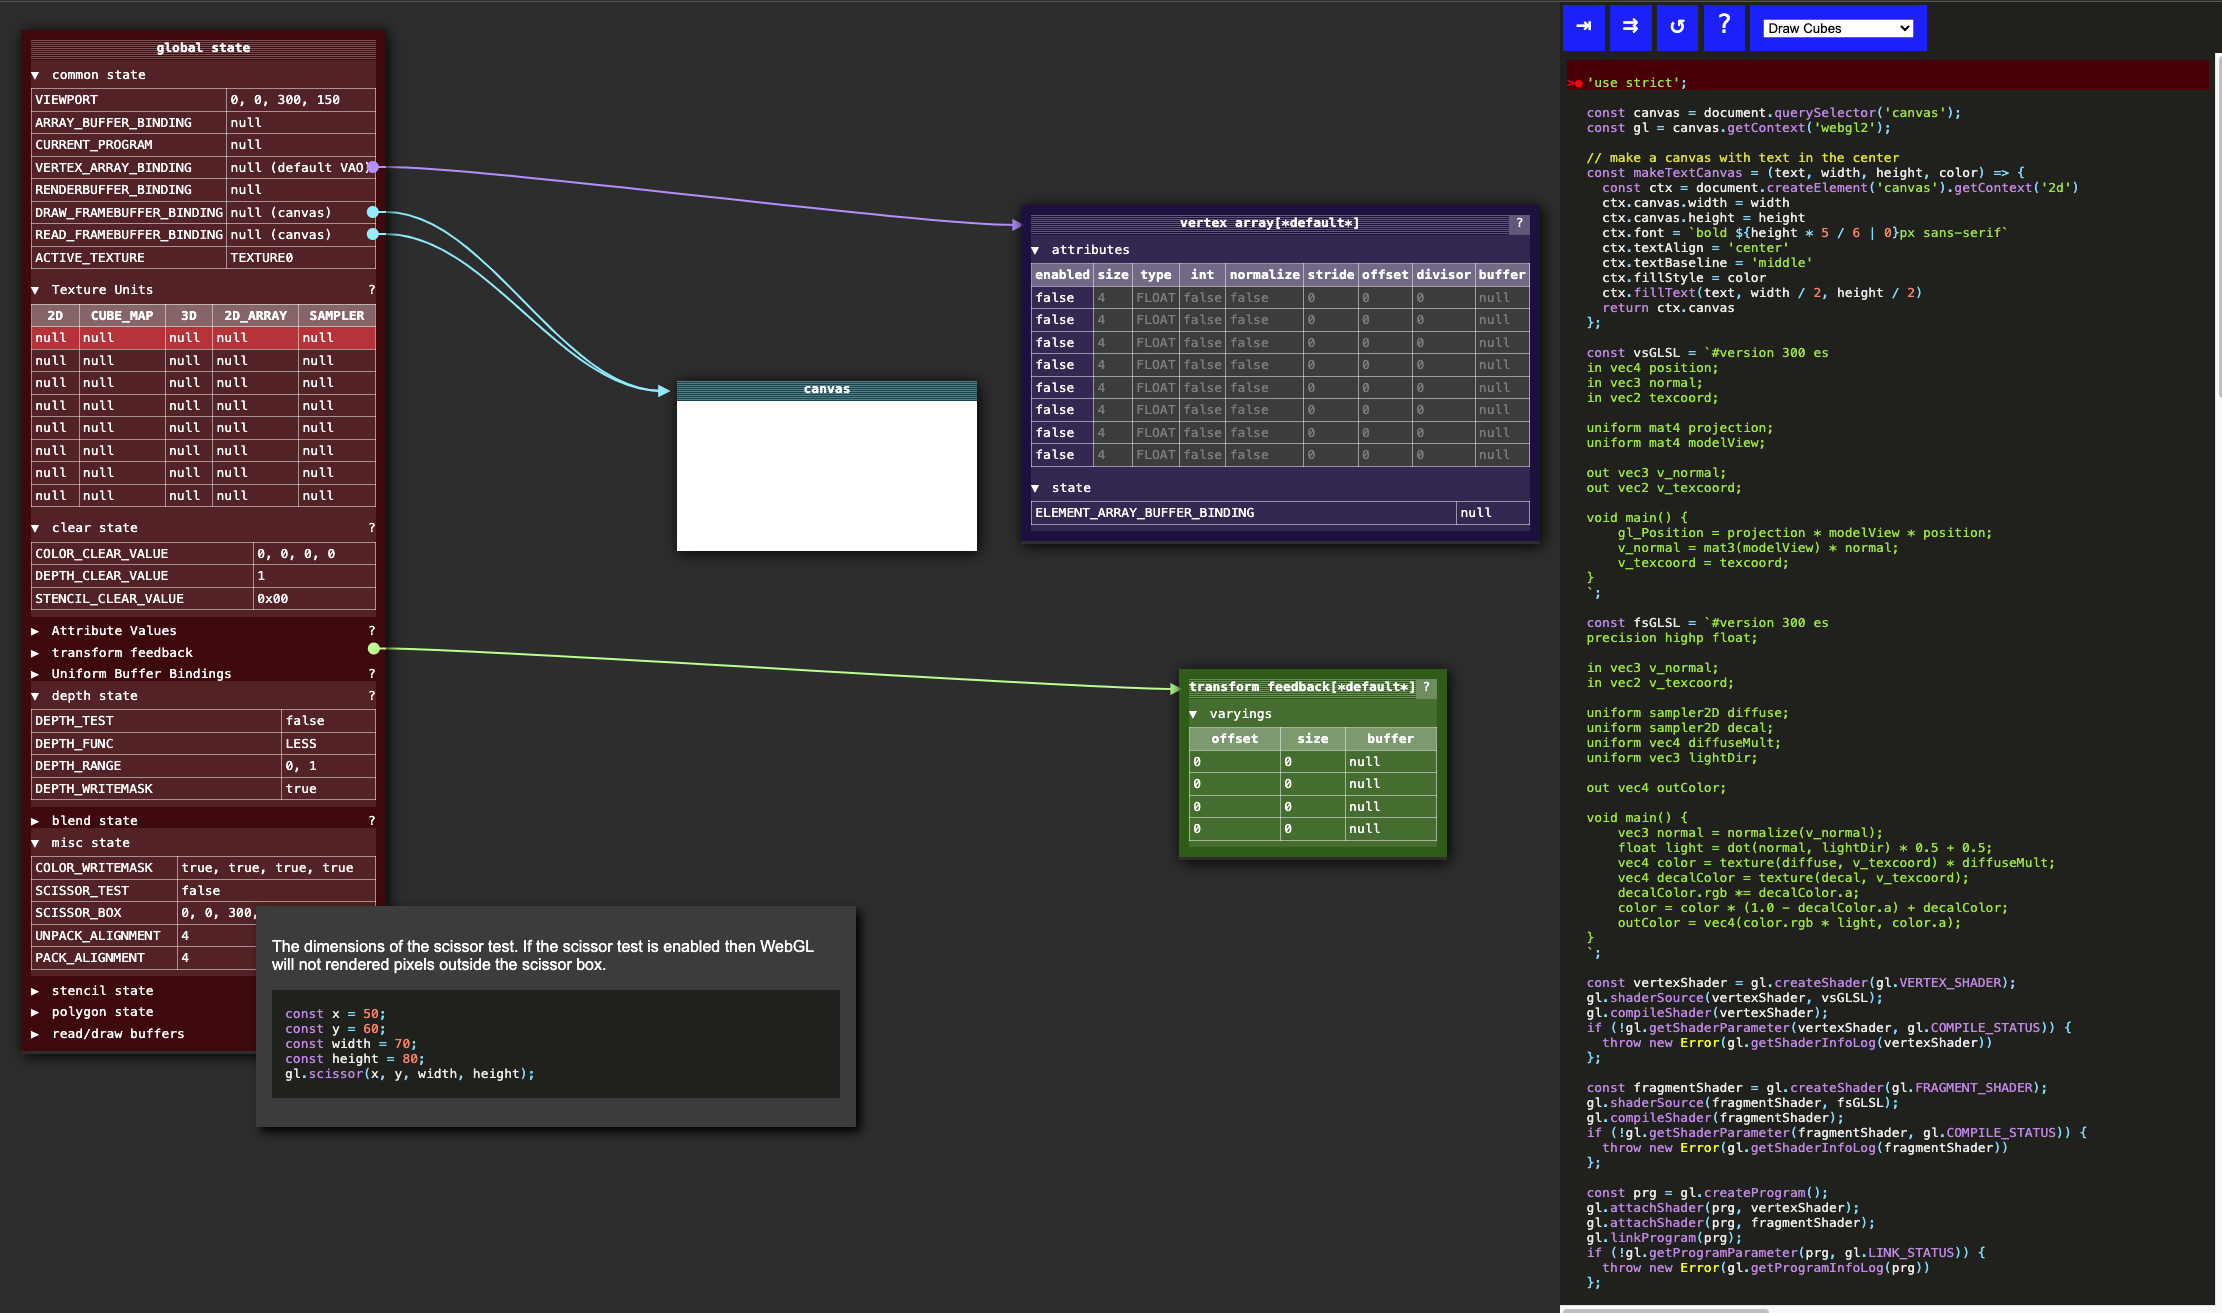 global state
▼ common state
VIEWPORT 0, 0, 300, 150
ARRAY_BUFFER_BINDING null
CURRENT_PROGRAM null
VERTEX_ARRAY_BINDING null (default VAO)
RENDERBUFFER_BINDING null
DRAW_FRAMEBUFFER_BINDING null (canvas)
READ_FRAMEBUFFER_BINDING null (canvas)
ACTIVE_TEXTURE TEXTURE0
▼ Texture Units ?
2D CUBE_MAP 3D 2D_ARRAY SAMPLER
null null null null null
null null null null null
null null null null null
null null null null null
null null null null null
null null null null null
null null null null null
null null null null null
▼ clear state ?
COLOR_CLEAR_VALUE 0, 0, 0, 0
DEPTH_CLEAR_VALUE 1
STENCIL_CLEAR_VALUE 0x00
▶ Attribute Values ?
▶ transform feedback
▶ Uniform Buffer Bindings ?
▼ depth state ?
DEPTH_TEST false
DEPTH_FUNC LESS
DEPTH_RANGE 0, 1
DEPTH_WRITEMASK true
▶ blend state ?
▼ misc state
COLOR_WRITEMASK true, true, true, true
SCISSOR_TEST false
SCISSOR_BOX 0, 0, 300,
UNPACK_ALIGNMENT 4
PACK_ALIGNMENT 4
▶ stencil state
▶ polygon state
▶ read/draw buffers
The dimensions of the scissor test. If the scissor test is enabled then WebGL
will not rendered pixels outside the scissor box.
const x = 50;
const y = 60;
const width = 70;
const height = 80;
gl.scissor(x, y, width, height);
canvas
vertex array[*default*] ?
▼ attributes
enabled size type int normalize stride offset divisor buffer
false 4 FLOAT false false 0 0 0 null
false 4 FLOAT false false 0 0 0 null
false 4 FLOAT false false 0 0 0 null
false 4 FLOAT false false 0 0 0 null
false 4 FLOAT false false 0 0 0 null
false 4 FLOAT false false 0 0 0 null
false 4 FLOAT false false 0 0 0 null
false 4 FLOAT false false 0 0 0 null
▼ state
ELEMENT_ARRAY_BUFFER_BINDING null
transform feedback[*default*] ?
▼ varyings
offset size buffer
0 0 null
0 0 null
0 0 null
0 0 null
⇥ ⇉ ↺ ? Draw Cubes
'use strict';
const canvas = document.querySelector('canvas');
const gl = canvas.getContext('webgl2');
// make a canvas with text in the center
const makeTextCanvas = (text, width, height, color) => {
  const ctx = document.createElement('canvas').getContext('2d')
  ctx.canvas.width = width
  ctx.canvas.height = height
  ctx.font = `bold ${height * 5 / 6 | 0}px sans-serif`
  ctx.textAlign = 'center'
  ctx.textBaseline = 'middle'
  ctx.fillStyle = color
  ctx.fillText(text, width / 2, height / 2)
  return ctx.canvas
};
const vsGLSL = `#version 300 es
in vec4 position;
in vec3 normal;
in vec2 texcoord;
uniform mat4 projection;
uniform mat4 modelView;
out vec3 v_normal;
out vec2 v_texcoord;
void main() {
    gl_Position = projection * modelView * position;
    v_normal = mat3(modelView) * normal;
    v_texcoord = texcoord;
}
`;
const fsGLSL = `#version 300 es
precision highp float;
in vec3 v_normal;
in vec2 v_texcoord;
uniform sampler2D diffuse;
uniform sampler2D decal;
uniform vec4 diffuseMult;
uniform vec3 lightDir;
out vec4 outColor;
void main() {
    vec3 normal = normalize(v_normal);
    float light = dot(normal, lightDir) * 0.5 + 0.5;
    vec4 color = texture(diffuse, v_texcoord) * diffuseMult;
    vec4 decalColor = texture(decal, v_texcoord);
    decalColor.rgb *= decalColor.a;
    color = color * (1.0 - decalColor.a) + decalColor;
    outColor = vec4(color.rgb * light, color.a);
}
`;
const vertexShader = gl.createShader(gl.VERTEX_SHADER);
gl.shaderSource(vertexShader, vsGLSL);
gl.compileShader(vertexShader);
if (!gl.getShaderParameter(vertexShader, gl.COMPILE_STATUS)) {
  throw new Error(gl.getShaderInfoLog(vertexShader))
};
const fragmentShader = gl.createShader(gl.FRAGMENT_SHADER);
gl.shaderSource(fragmentShader, fsGLSL);
gl.compileShader(fragmentShader);
if (!gl.getShaderParameter(fragmentShader, gl.COMPILE_STATUS)) {
  throw new Error(gl.getShaderInfoLog(fragmentShader))
};
const prg = gl.createProgram();
gl.attachShader(prg, vertexShader);
gl.attachShader(prg, fragmentShader);
gl.linkProgram(prg);
if (!gl.getProgramParameter(prg, gl.LINK_STATUS)) {
  throw new Error(gl.getProgramInfoLog(prg))
};